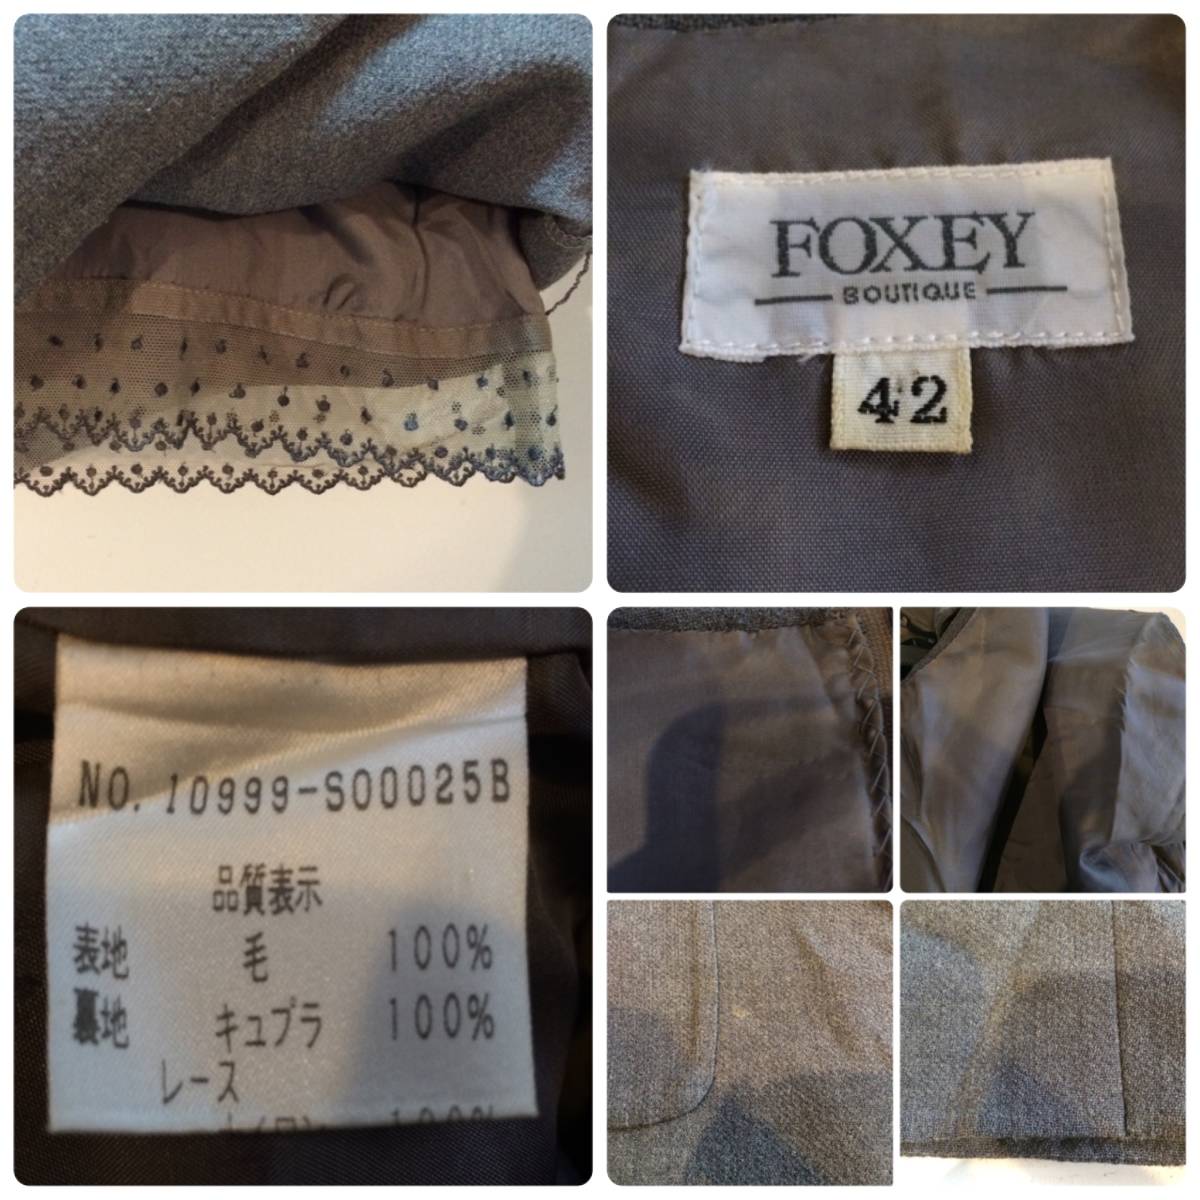 FOXEY
BOUTIQUE
42
NO. 10999-S00025B
品質表示
表地 毛 100%
裏地 キュプラ 100%
レース